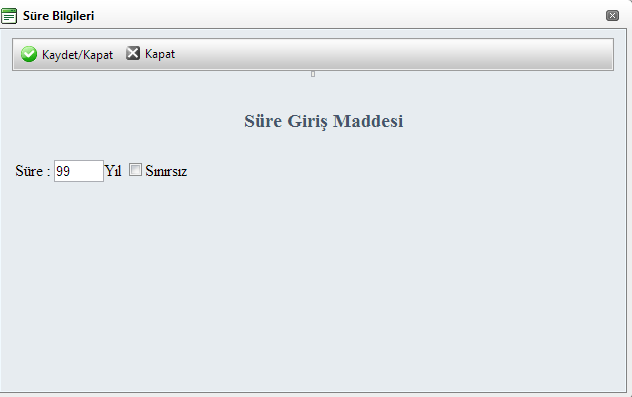 Süre Bilgileri
Kaydet/Kapat Kapat
Süre Giriş Maddesi
Süre : 99 Yıl Sınırsız